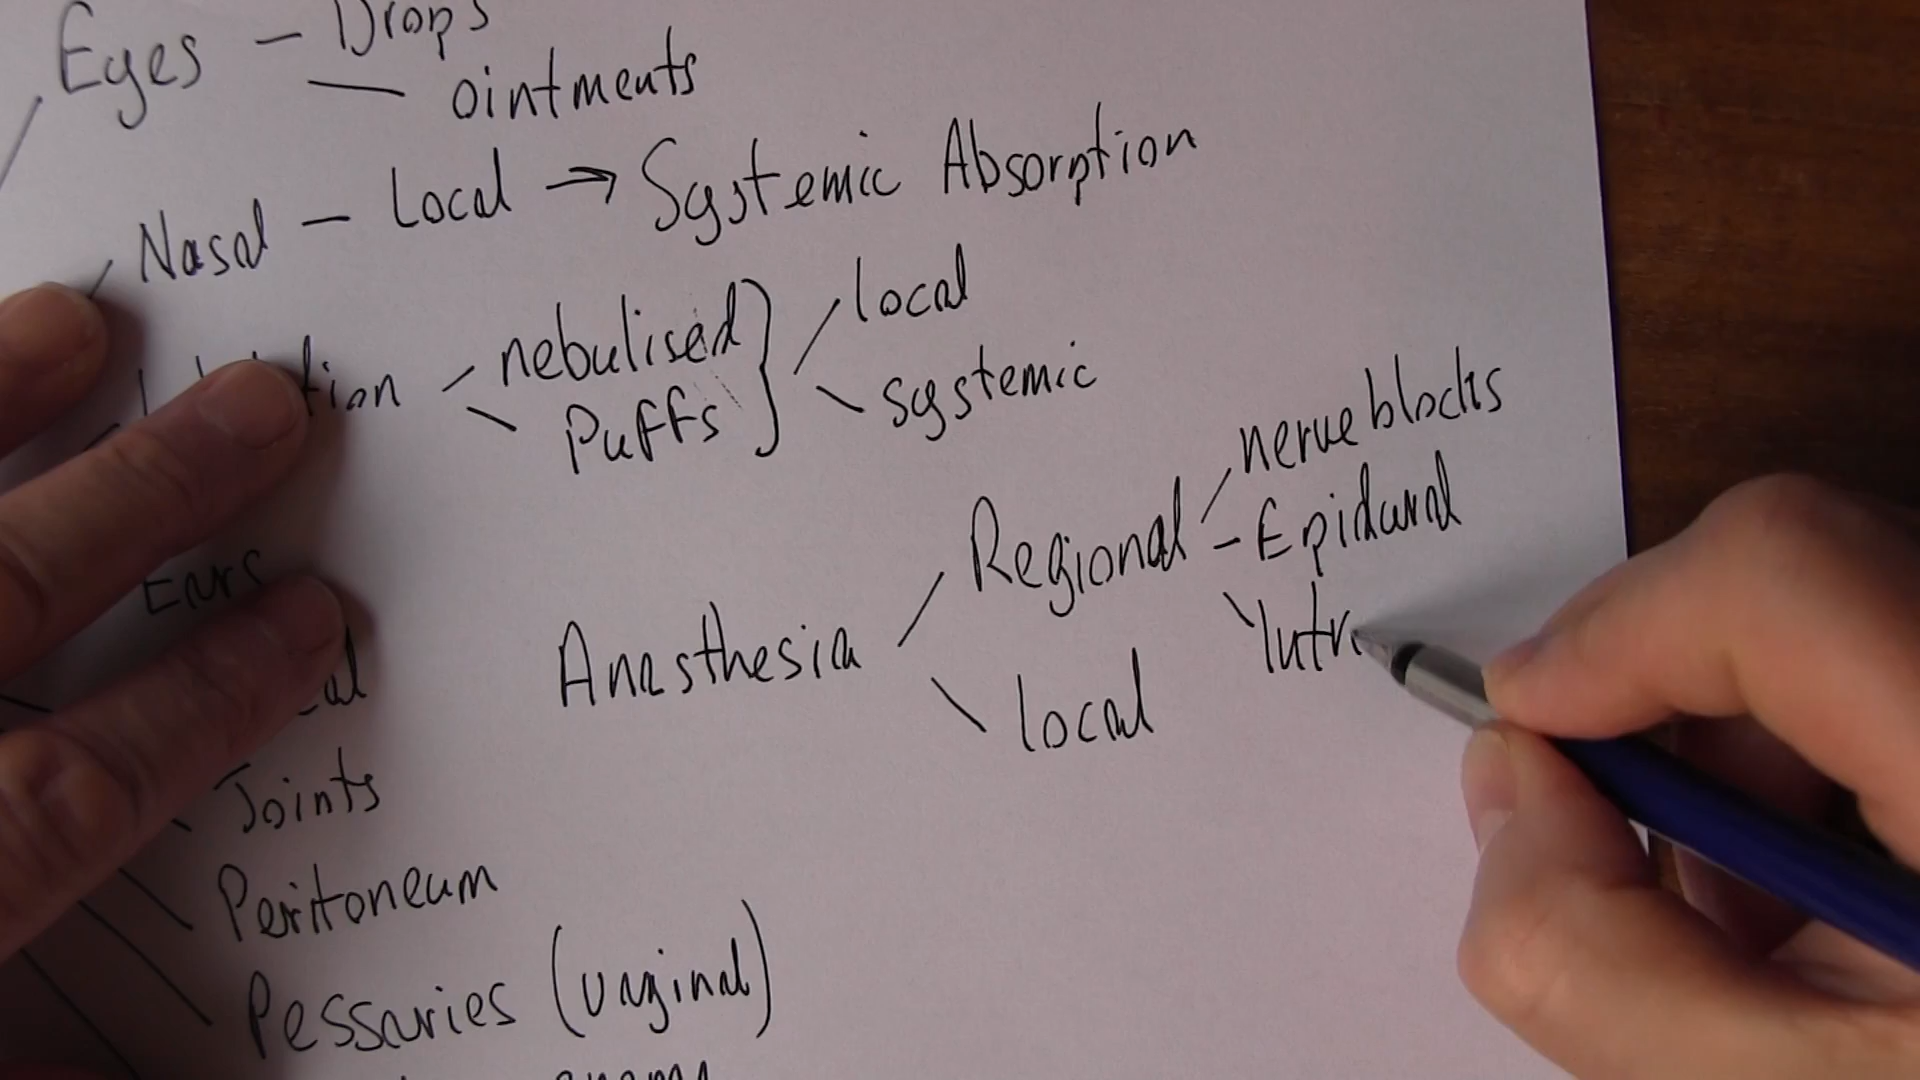 Eyes – Drops
– ointments
Nasal – Local → Systemic Absorption
nebulised } local
Puffs } systemic
Ears
Anesthesia
Regional
nerve blocks
– Epidural
Intr
local
Joints
Peritoneum
Pessaries (vaginal)